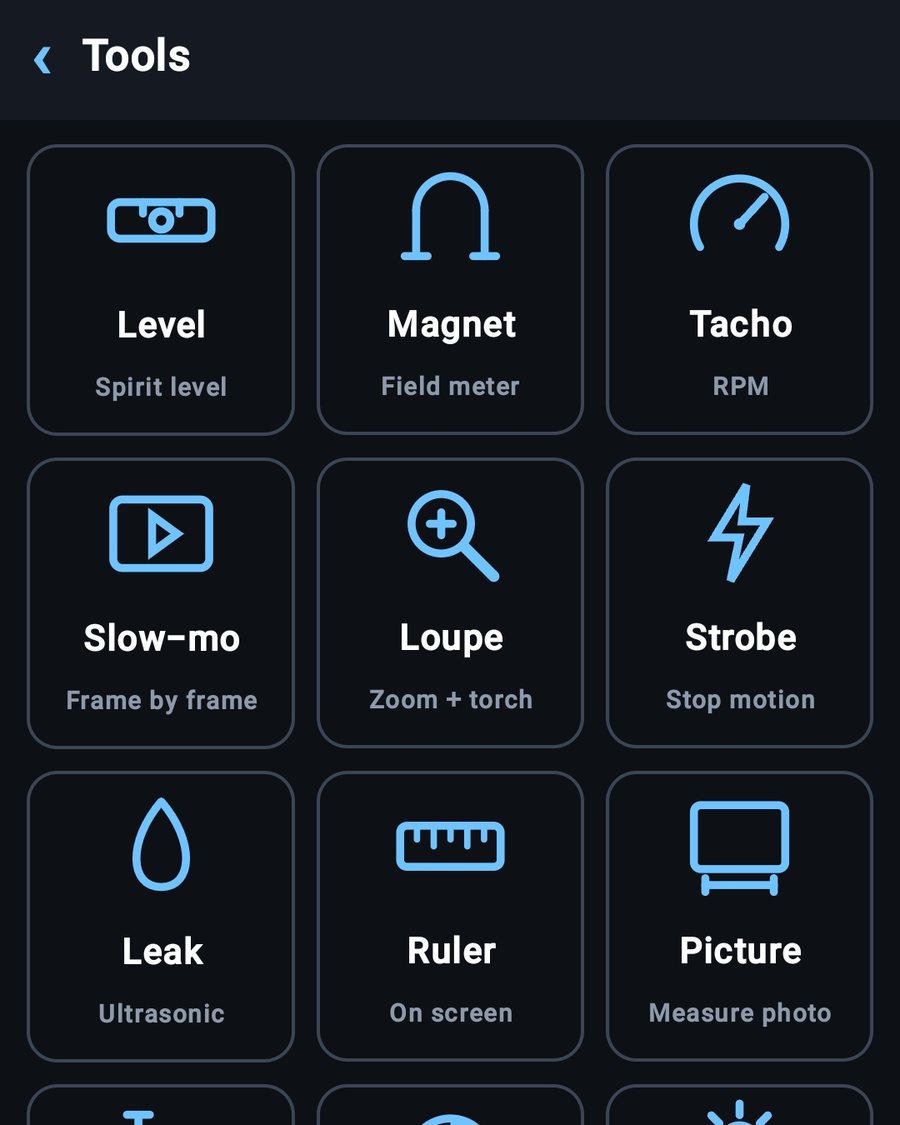 Tools
Level
Spirit level
Magnet
Field meter
Tacho
RPM
Slow-mo
Frame by frame
Loupe
Zoom + torch
Strobe
Stop motion
Leak
Ultrasonic
Ruler
On screen
Picture
Measure photo